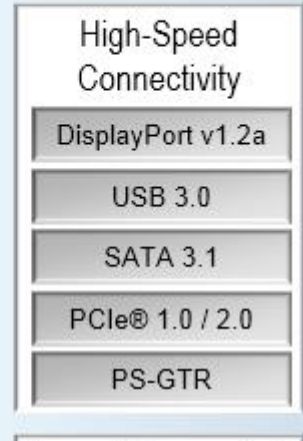 High-Speed
Connectivity
DisplayPort v1.2a
USB 3.0
SATA 3.1
PCIe® 1.0 / 2.0
PS-GTR